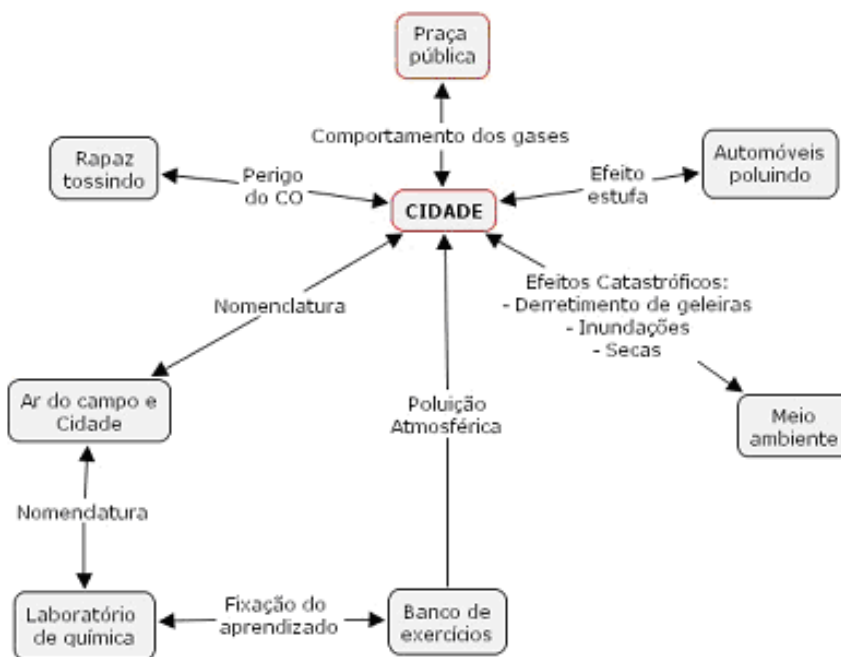 Praça
pública
Comportamento dos gases
Rapaz
tossindo
Perigo
do CO
CIDADE
Efeito
estufa
Automóveis
poluindo
Nomenclatura
Efeitos Catastróficos:
- Derretimento de geleiras
- Inundações
- Secas
Ar do campo e
Cidade
Poluição
Atmosférica
Meio
ambiente
Nomenclatura
Laboratório
de química
Fixação do
aprendizado
Banco de
exercícios